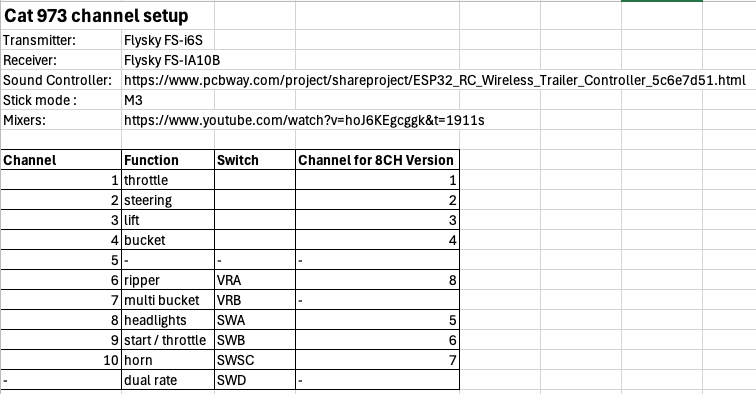 Cat 973 channel setup
Transmitter: Flysky FS-i6S
Receiver: Flysky FS-IA10B
Sound Controller: https://www.pcbway.com/project/shareproject/ESP32_RC_Wireless_Trailer_Controller_5c6e7d51.html
Stick mode : M3
Mixers: https://www.youtube.com/watch?v=hoJ6KEgcggk&t=1911s
Channel Function Switch Channel for 8CH Version
1 throttle 1
2 steering 2
3 lift 3
4 bucket 4
5 - - -
6 ripper VRA 8
7 multi bucket VRB -
8 headlights SWA 5
9 start / throttle SWB 6
10 horn SWSC 7
- dual rate SWD -